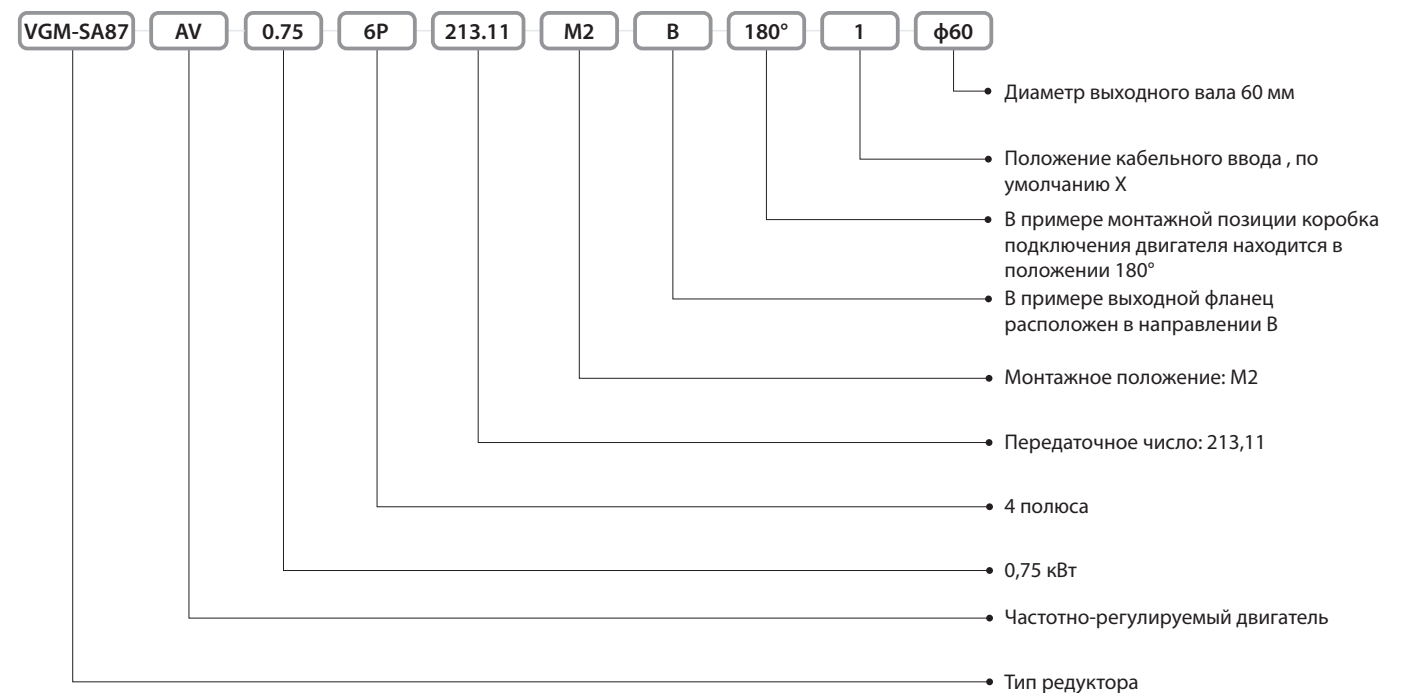 VGM-SA87 AV 0.75 6P 213.11 M2 B 180° 1 ф60
Диаметр выходного вала 60 мм
Положение кабельного ввода , по
умолчанию X
В примере монтажной позиции коробка
подключения двигателя находится в
положении 180°
В примере выходной фланец
расположен в направлении В
Монтажное положение: М2
Передаточное число: 213,11
4 полюса
0,75 кВт
Частотно-регулируемый двигатель
Тип редуктора